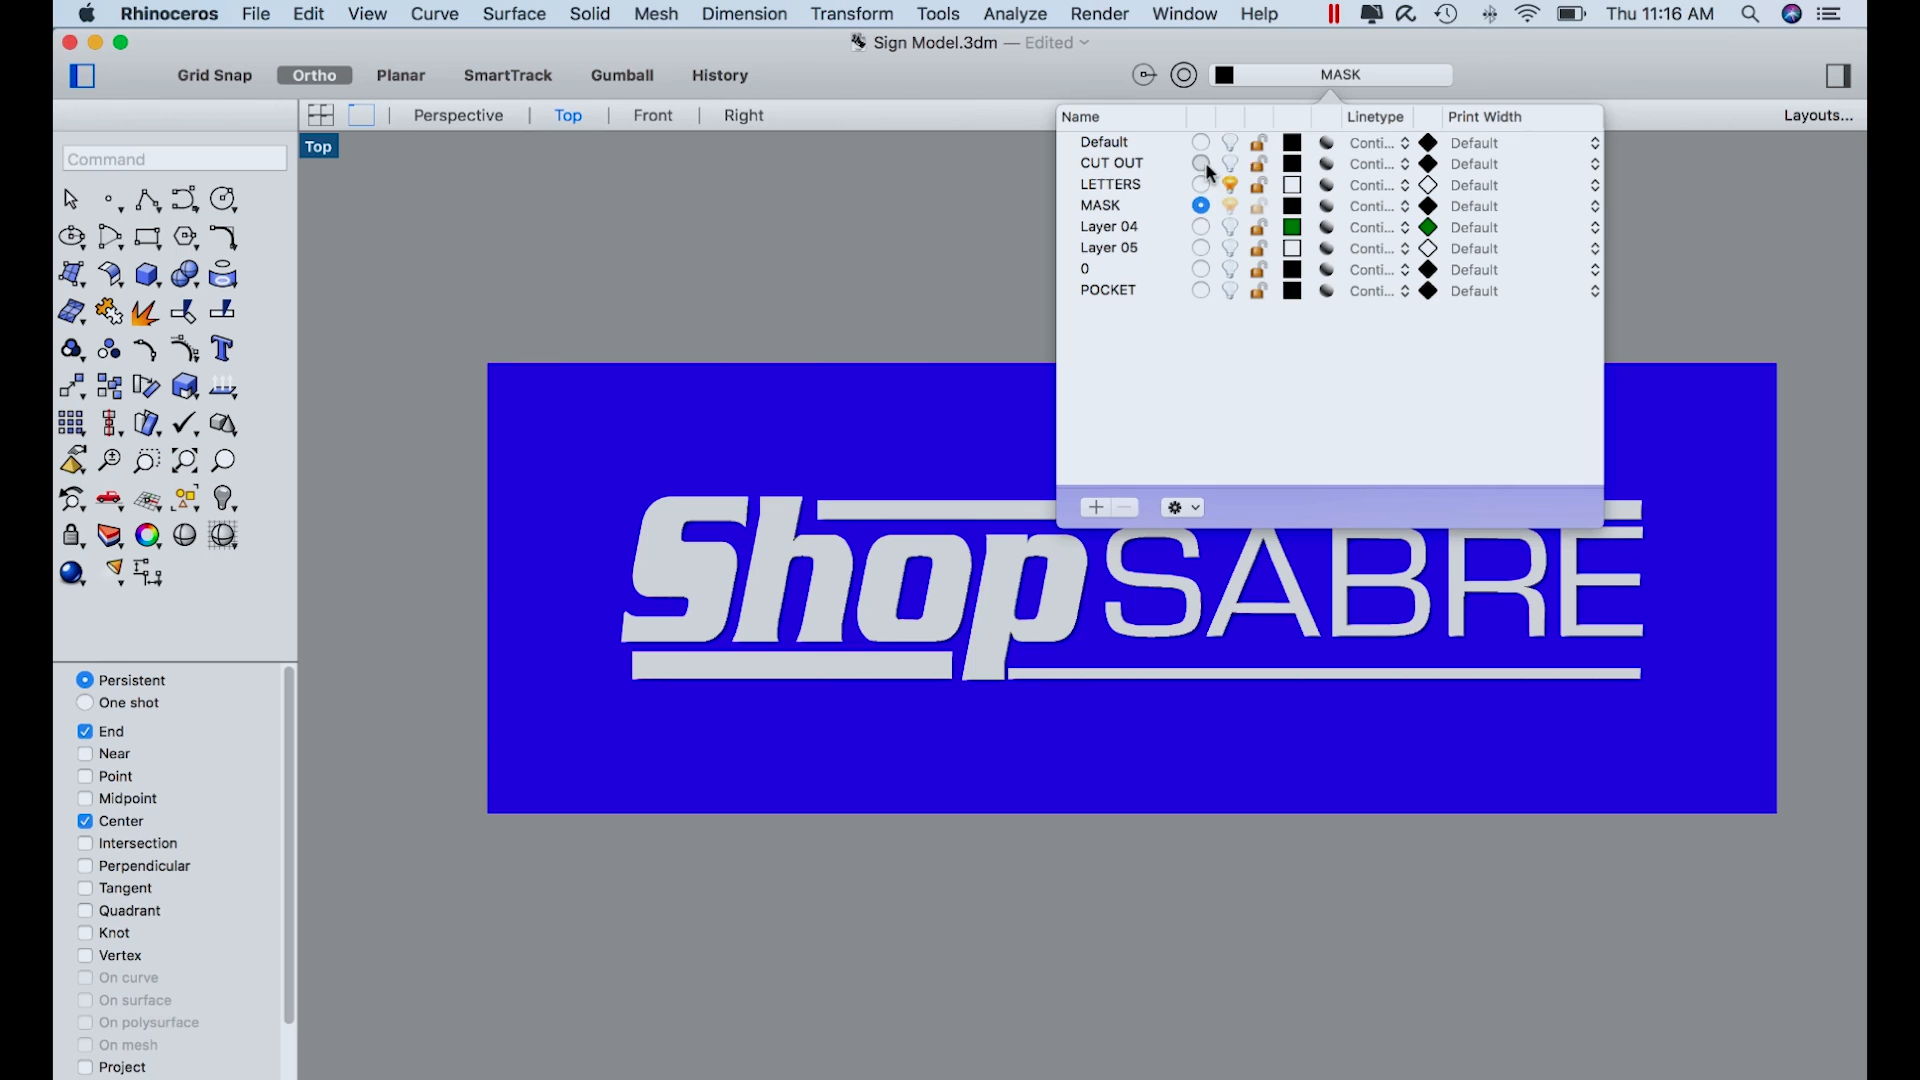 Rhinoceros File Edit View Curve Surface Solid Mesh Dimension Transform Tools Analyze Render Window Help Thu 11:16 AM
Sign Model.3dm — Edited
Grid Snap Ortho Planar SmartTrack Gumball History MASK
Perspective Top Front Right Layouts...
Top
Command
Name Linetype Print Width
Default Conti... Default
CUT OUT Conti... Default
LETTERS Conti... Default
MASK Conti... Default
Layer 04 Conti... Default
Layer 05 Conti... Default
0 Conti... Default
POCKET Conti... Default
ShopSABRE
Persistent
One shot
End
Near
Point
Midpoint
Center
Intersection
Perpendicular
Tangent
Quadrant
Knot
Vertex
On curve
On surface
On polysurface
On mesh
Project